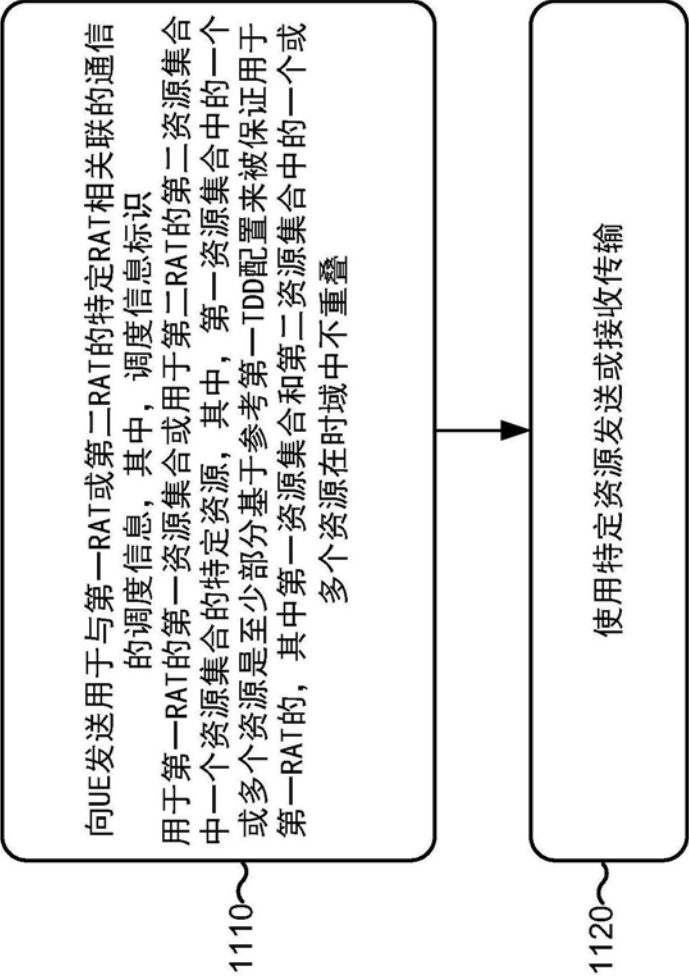 向UE发送用于与第一RAT或第二RAT的特定RAT相关联的通信
的调度信息，其中，调度信息标识
用于第一RAT的第一资源集合或用于第二RAT的第二资源集合
中一个资源集合的特定资源，其中，第一资源集合中的一个
或多个资源是至少部分基于参考第一TDD配置来被保证用于
第一RAT的，其中第一资源集合和第二资源集合中的一个或
多个资源在时域中不重叠
1110
使用特定资源发送或接收传输
1120